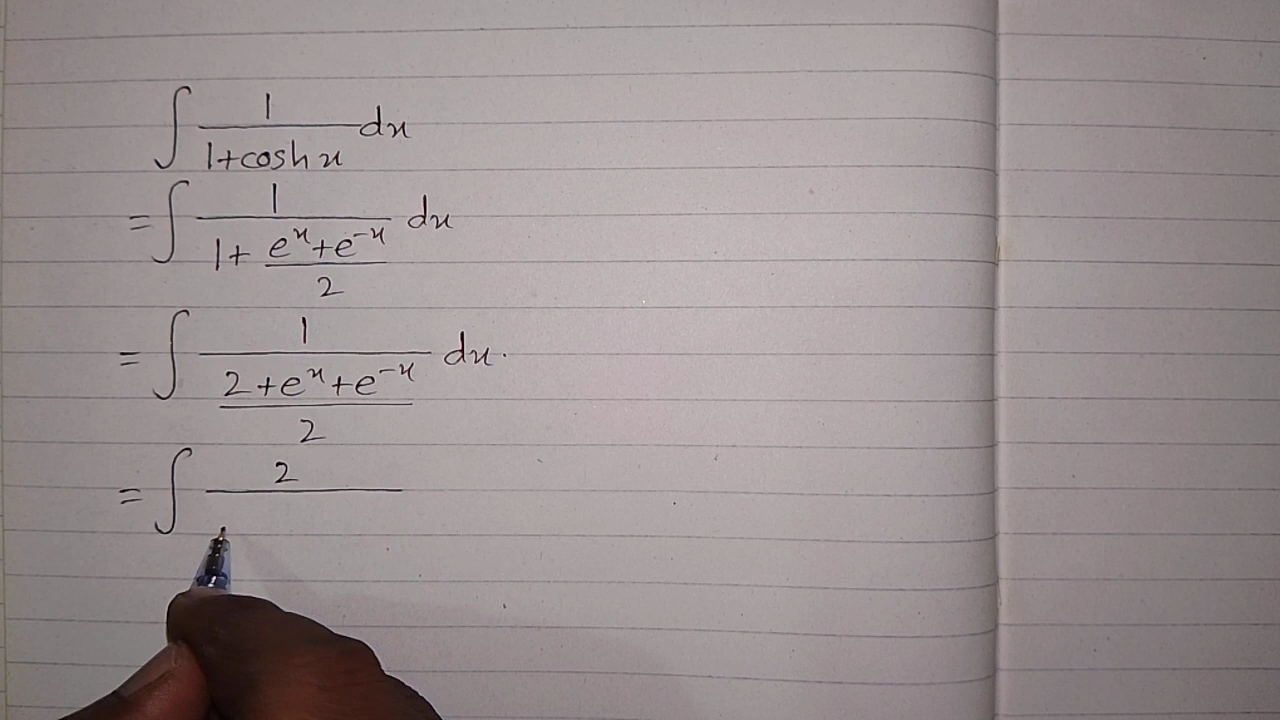 ∫ 1/(1+cosh x) dx
= ∫ 1/(1+ (e^x+e^-x)/2) dx
= ∫ 1/((2+e^x+e^-x)/2) dx.
= ∫ 2/